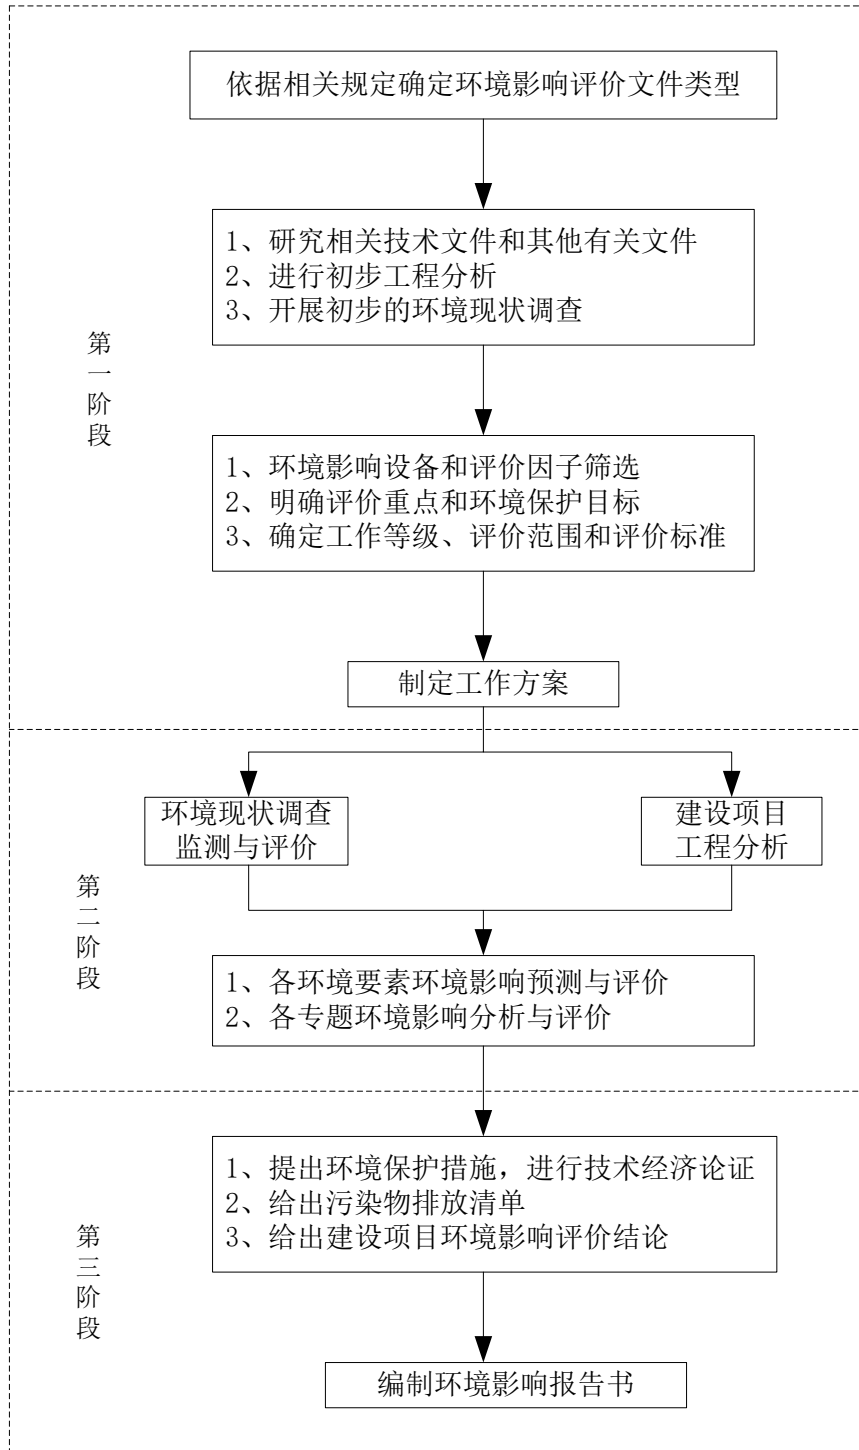 依据相关规定确定环境影响评价文件类型
1、研究相关技术文件和其他有关文件
2、进行初步工程分析
3、开展初步的环境现状调查
第一阶段
1、环境影响设备和评价因子筛选
2、明确评价重点和环境保护目标
3、确定工作等级、评价范围和评价标准
制定工作方案
环境现状调查
监测与评价
建设项目
工程分析
第二阶段
1、各环境要素环境影响预测与评价
2、各专题环境影响分析与评价
1、提出环境保护措施，进行技术经济论证
2、给出污染物排放清单
3、给出建设项目环境影响评价结论
第三阶段
编制环境影响报告书